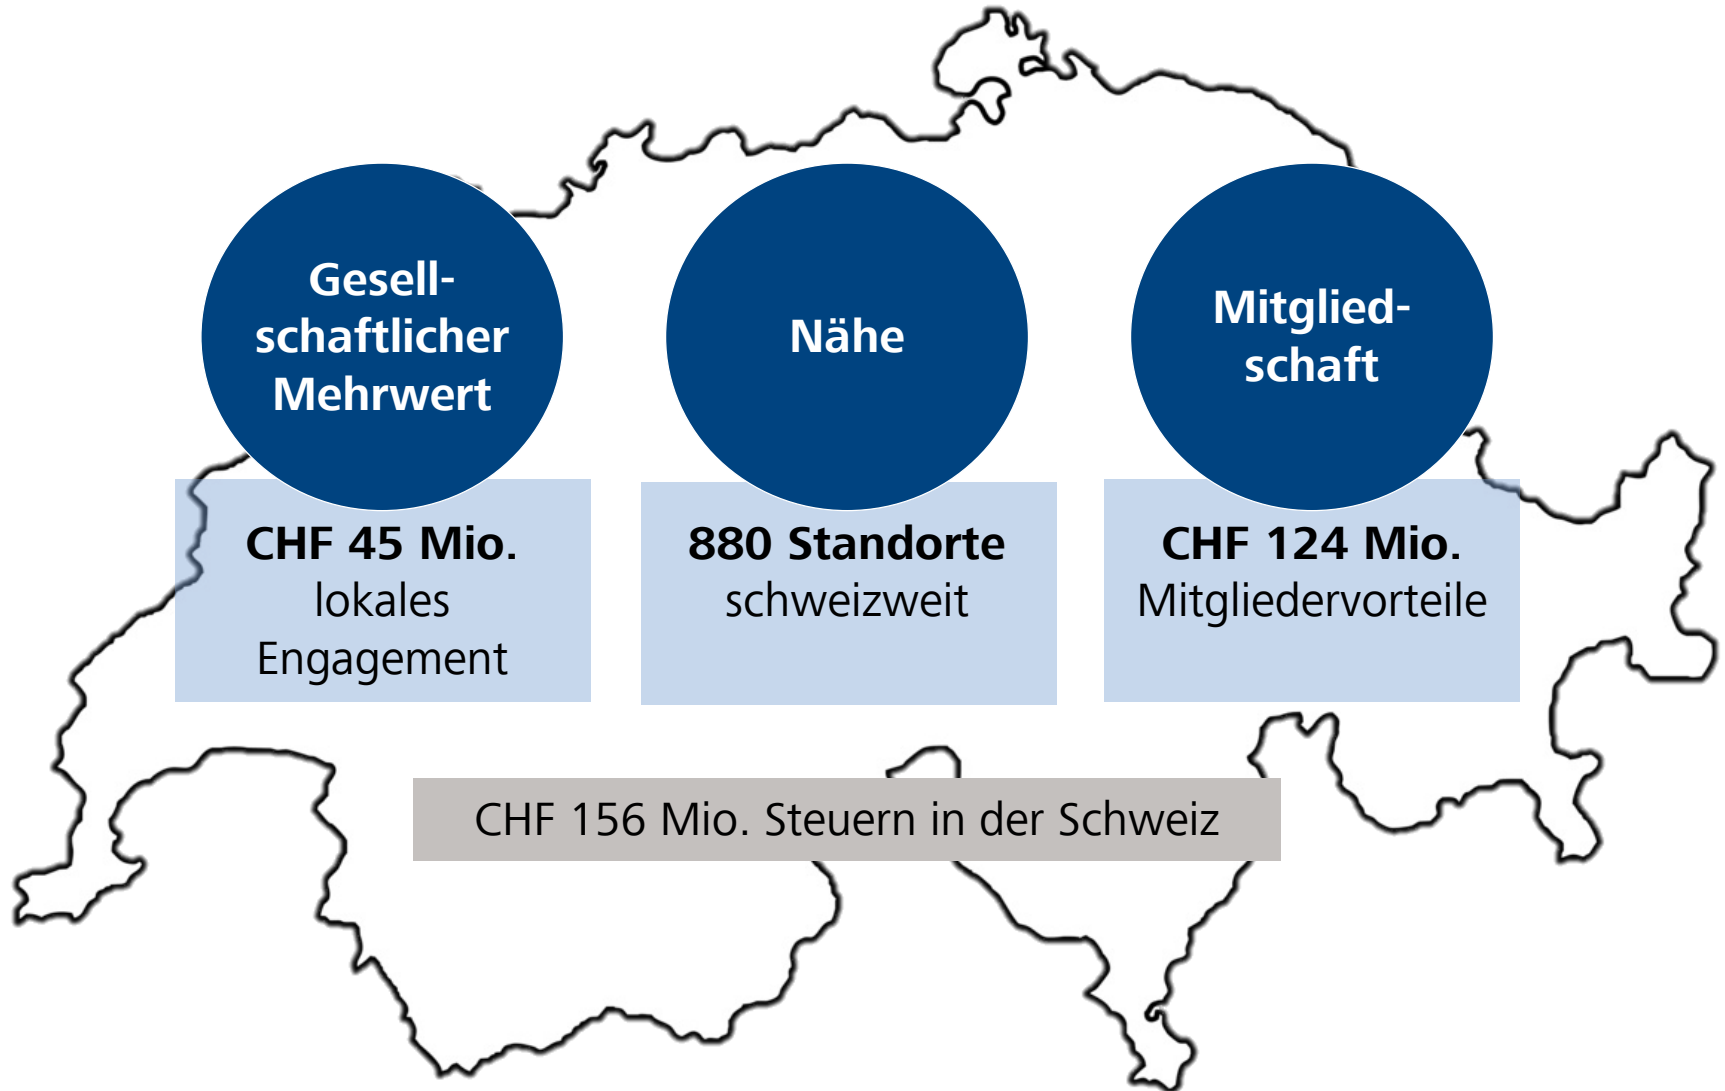 Gesell-
schaftlicher
Mehrwert
CHF 45 Mio.
lokales
Engagement
Nähe
880 Standorte
schweizweit
Mitglied-
schaft
CHF 124 Mio.
Mitgliedervorteile
CHF 156 Mio. Steuern in der Schweiz